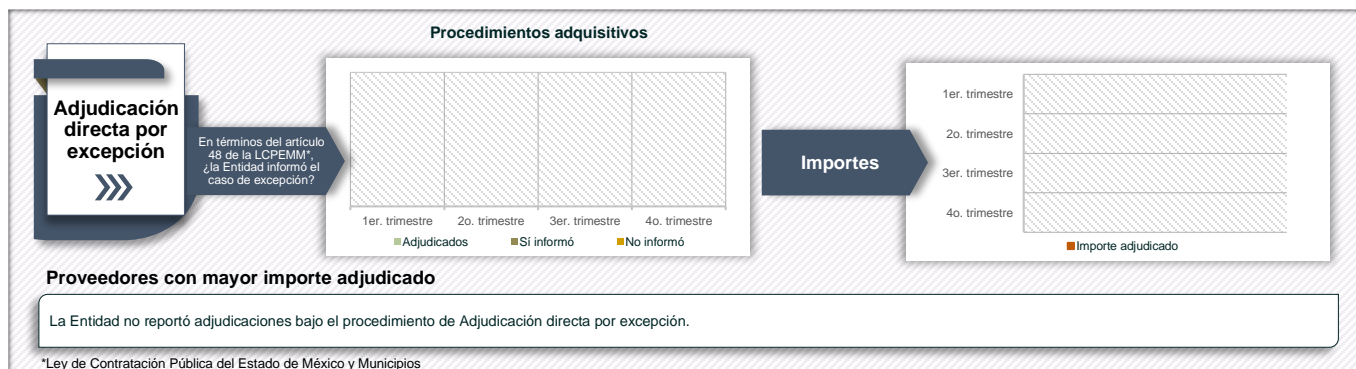 Procedimientos adquisitivos
Adjudicación
directa por
excepción
En términos del artículo
48 de la LCPEMM*,
¿la Entidad informó el
caso de excepción?
1er. trimestre 2o. trimestre 3er. trimestre 4o. trimestre
Adjudicados Sí informó No informó
Importes
1er. trimestre
2o. trimestre
3er. trimestre
4o. trimestre
Importe adjudicado
Proveedores con mayor importe adjudicado
La Entidad no reportó adjudicaciones bajo el procedimiento de Adjudicación directa por excepción.
*Ley de Contratación Pública del Estado de México y Municipios